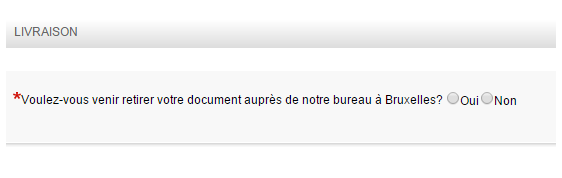 LIVRAISON
*Voulez-vous venir retirer votre document auprès de notre bureau à Bruxelles? Oui Non